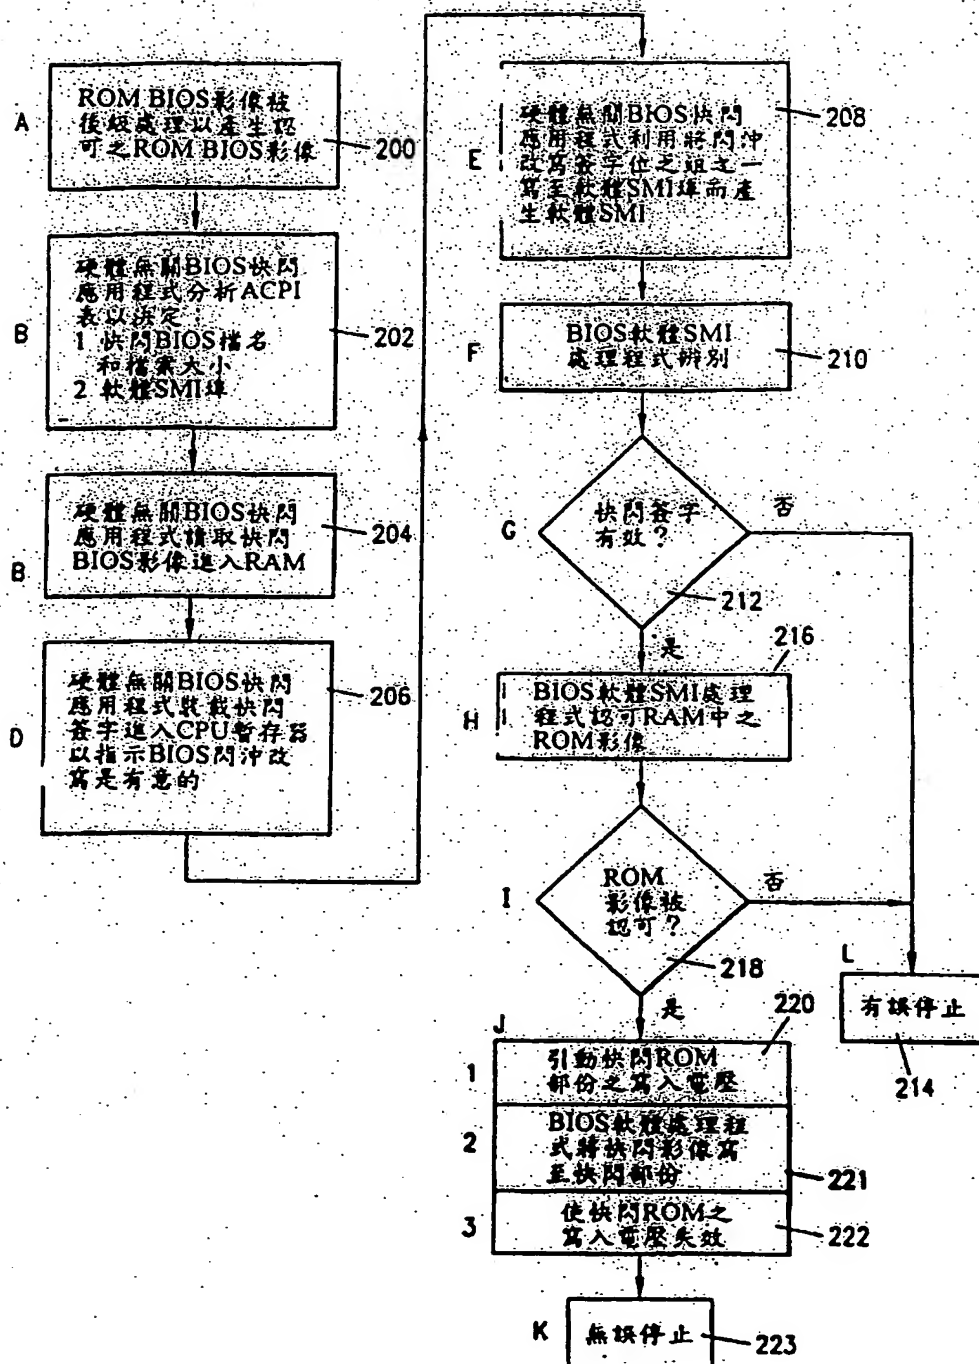 A
ROM BIOS影像被
後級處理以產生認
可之ROM BIOS影像
200
B
硬體無關BIOS快閃
應用程式分析ACPI
表以決定:
1 快閃BIOS檔名
和檔案大小
2 軟體SMI埠
202
B
硬體無關BIOS快閃
應用程式讀取快閃
BIOS影像進入RAM
204
D
硬體無關BIOS快閃
應用程式裝載快閃
簽字進入CPU暫存器
以指示BIOS閃沖改
寫是有意的
206
E
硬體無關BIOS快閃
應用程式利用將閃沖
改寫簽字位之組之一
寫至軟體SMI埠而產
生軟體SMI
208
F
BIOS軟體SMI
處理程式辨別
210
G
快閃簽字
有效?
否
212
是
216
H
BIOS軟體SMI處理
程式認可RAM中之
ROM影像
I
ROM
影像被
認可?
否
218
是
L
有誤停止
214
J
220
1
引動快閃ROM
部份之寫入電壓
2
BIOS軟體處理程
式將快閃影像寫
至快閃部份
221
3
使快閃ROM之
寫入電壓失效
222
K
無誤停止
223